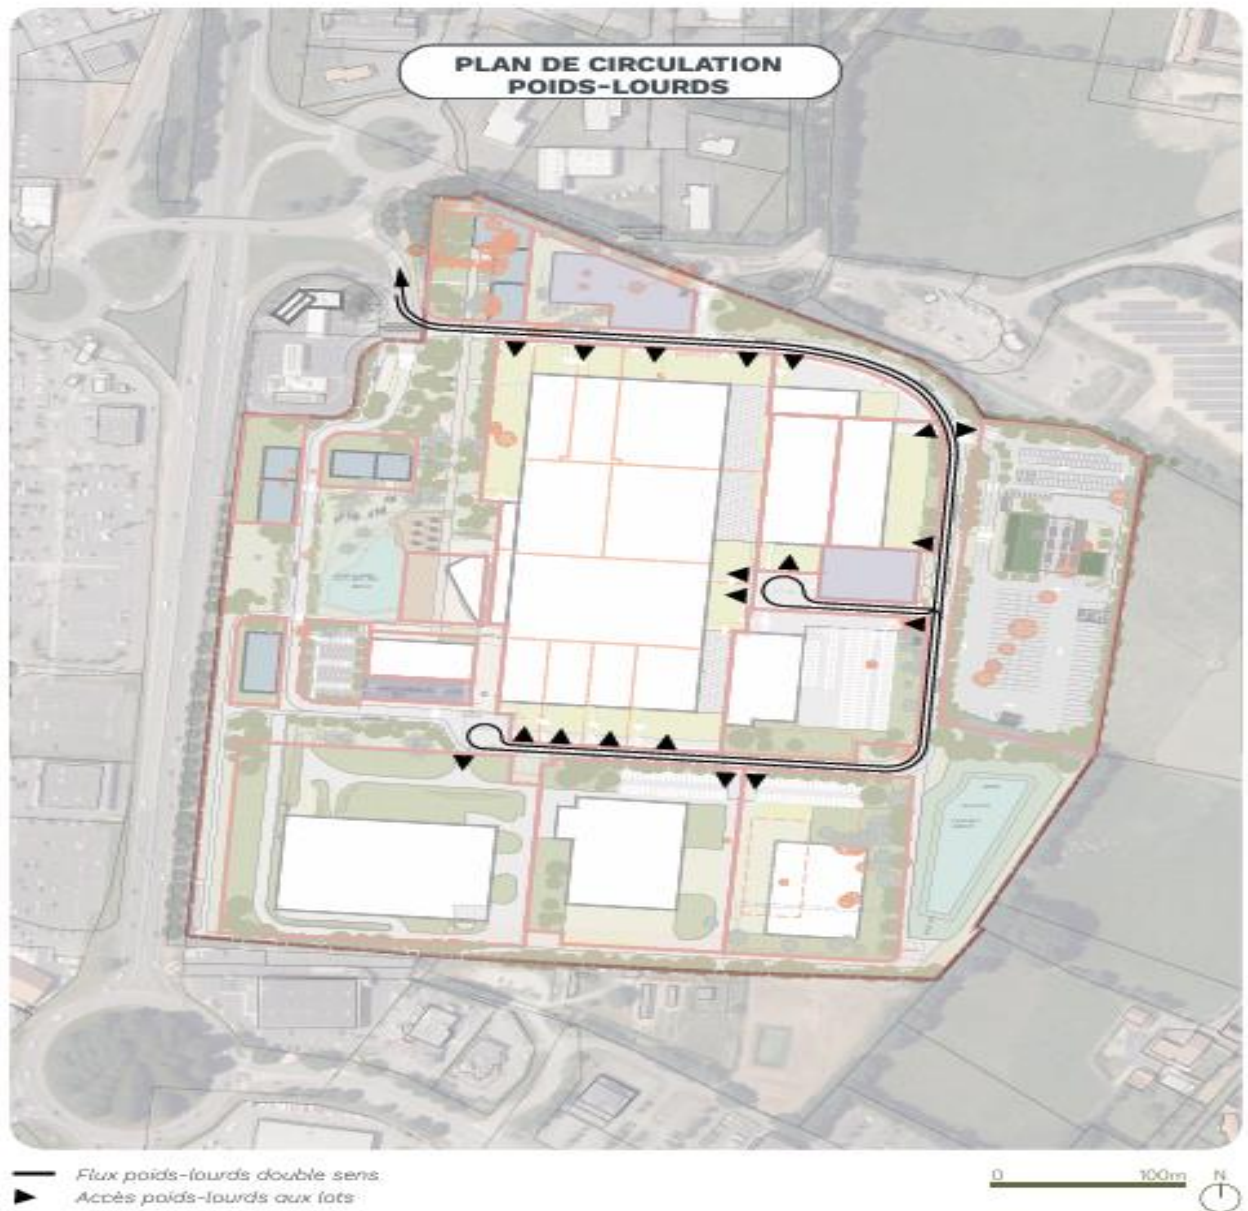 PLAN DE CIRCULATION
POIDS-LOURDS
Flux poids-lourds double sens
Accès poids-lourds aux lots
0 100m N